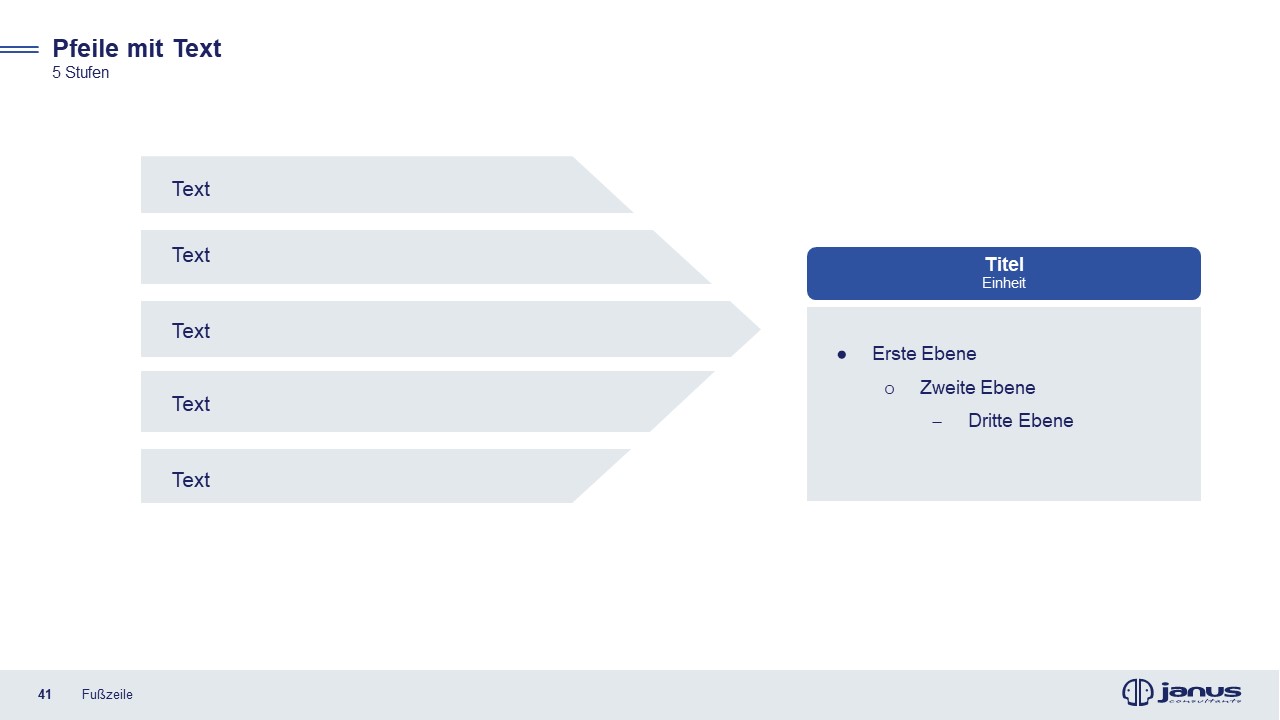 Pfeile mit Text
5 Stufen
Text
Text
Text
Text
Text
Titel
Einheit
● Erste Ebene
○ Zweite Ebene
– Dritte Ebene
41 Fußzeile
janus
consultants